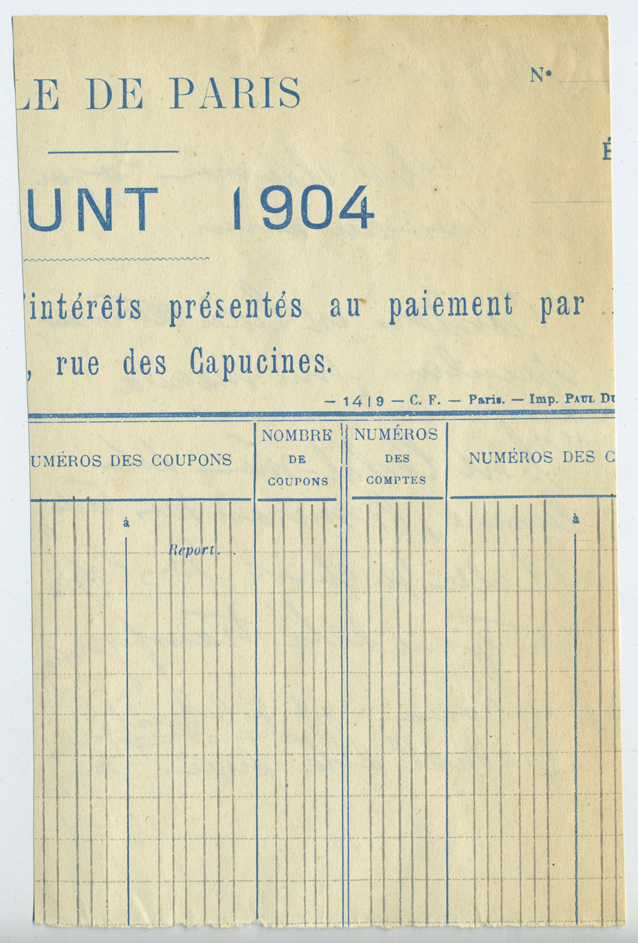 LE DE PARIS
N°
É
UNT 1904
'intérêts présentés au paiement par
, rue des Capucines.
— 1419 — C. F. — Paris. — Imp. PAUL DU
UMÉROS DES COUPONS
NOMBRE
DE
COUPONS
NUMÉROS
DES
COMPTES
NUMÉROS DES C
à
Report. .
à